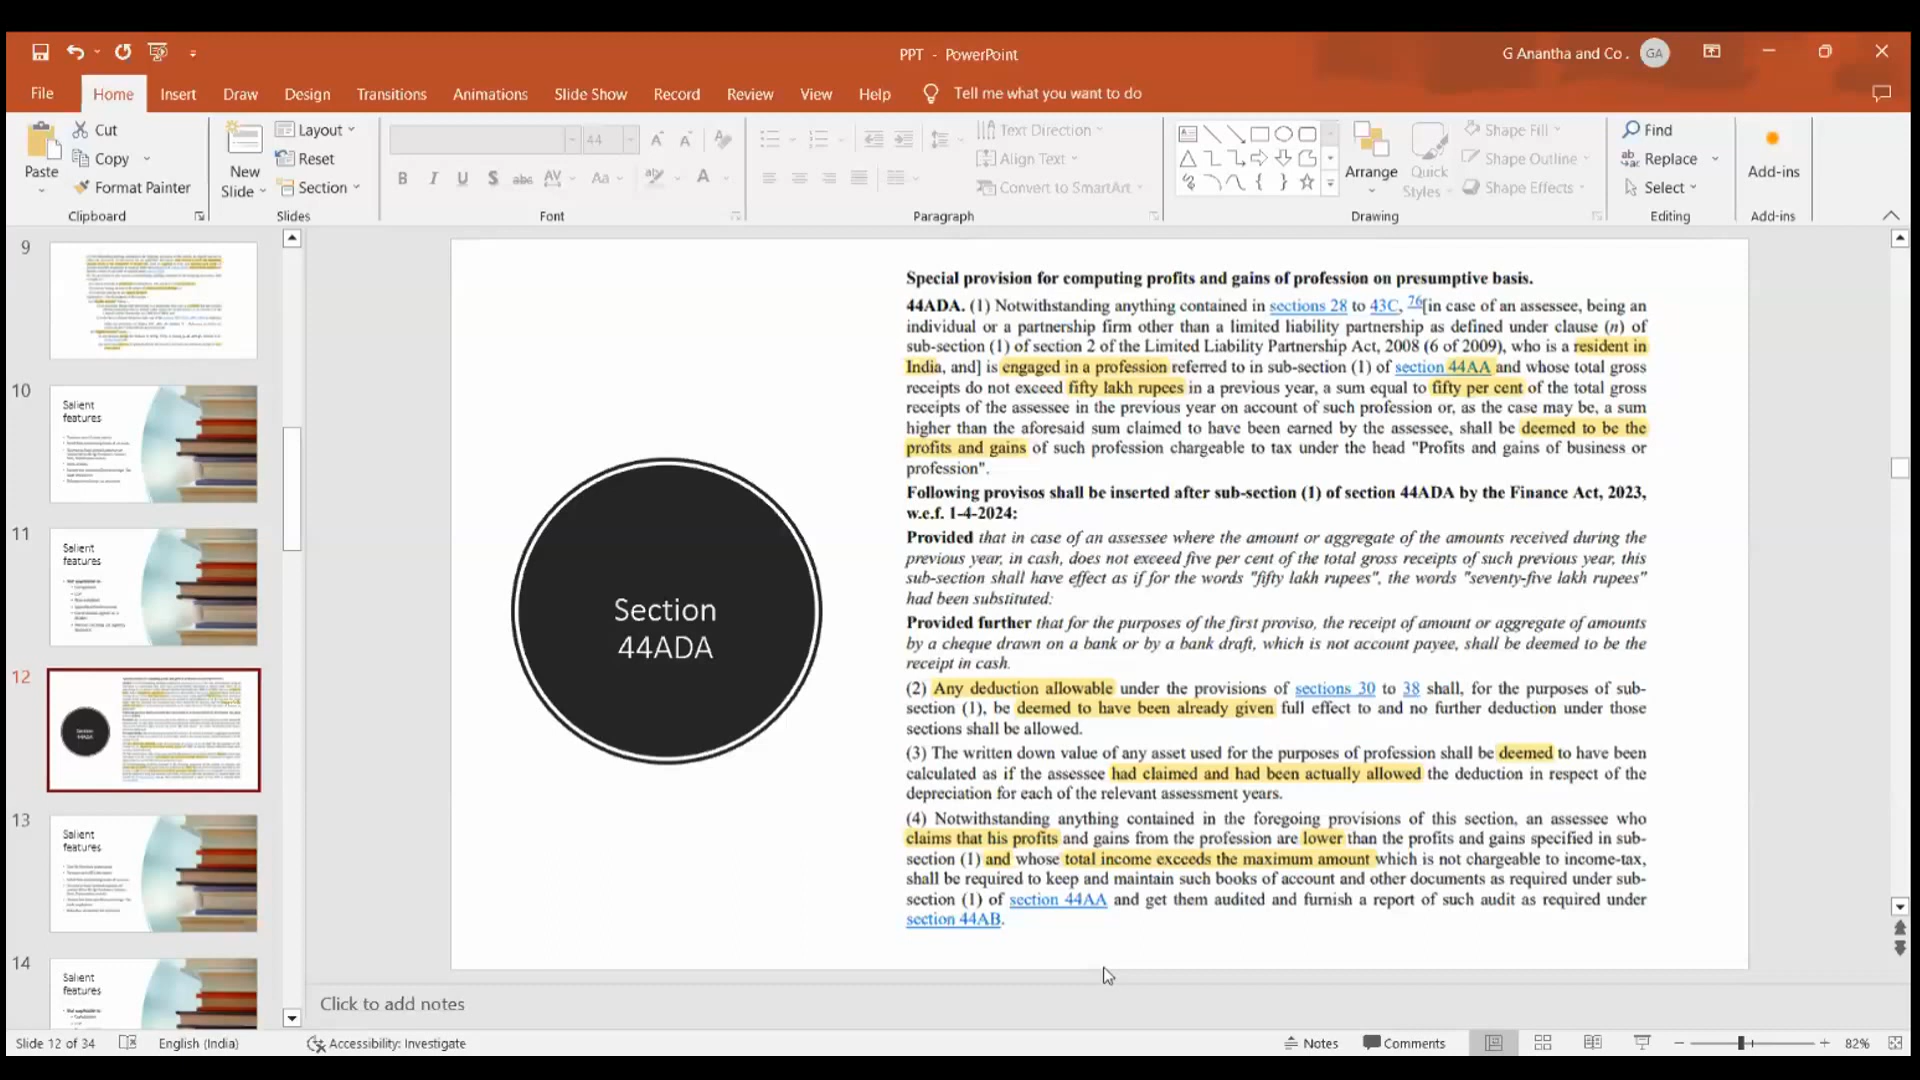 PPT - PowerPoint
G Anantha and Co .
GA
File
Home
Insert
Draw
Design
Transitions
Animations
Slide Show
Record
Review
View
Help
Tell me what you want to do
Paste
Cut
Copy
Format Painter
Clipboard
New
Slide
Layout
Reset
Section
Slides
44
Font
Text Direction
Align Text
Convert to SmartArt
Paragraph
Arrange
Quick
Styles
Shape Fill
Shape Outline
Shape Effects
Drawing
Find
Replace
Select
Editing
Add-ins
Add-ins
9
10
Salient
features
11
Salient
features
12
Section
44ADA
13
Salient
features
14
Salient
features
Section
44ADA
Special provision for computing profits and gains of profession on presumptive basis.
44ADA. (1) Notwithstanding anything contained in sections 28 to 43C, 76[in case of an assessee, being an
individual or a partnership firm other than a limited liability partnership as defined under clause (n) of
sub-section (1) of section 2 of the Limited Liability Partnership Act, 2008 (6 of 2009), who is a resident in
India, and] is engaged in a profession referred to in sub-section (1) of section 44AA and whose total gross
receipts do not exceed fifty lakh rupees in a previous year, a sum equal to fifty per cent of the total gross
receipts of the assessee in the previous year on account of such profession or, as the case may be, a sum
higher than the aforesaid sum claimed to have been earned by the assessee, shall be deemed to be the
profits and gains of such profession chargeable to tax under the head "Profits and gains of business or
profession".
Following provisos shall be inserted after sub-section (1) of section 44ADA by the Finance Act, 2023,
w.e.f. 1-4-2024:
Provided that in case of an assessee where the amount or aggregate of the amounts received during the
previous year, in cash, does not exceed five per cent of the total gross receipts of such previous year, this
sub-section shall have effect as if for the words "fifty lakh rupees", the words "seventy-five lakh rupees"
had been substituted:
Provided further that for the purposes of the first proviso, the receipt of amount or aggregate of amounts
by a cheque drawn on a bank or by a bank draft, which is not account payee, shall be deemed to be the
receipt in cash.
(2) Any deduction allowable under the provisions of sections 30 to 38 shall, for the purposes of sub-
section (1), be deemed to have been already given full effect to and no further deduction under those
sections shall be allowed.
(3) The written down value of any asset used for the purposes of profession shall be deemed to have been
calculated as if the assessee had claimed and had been actually allowed the deduction in respect of the
depreciation for each of the relevant assessment years.
(4) Notwithstanding anything contained in the foregoing provisions of this section, an assessee who
claims that his profits and gains from the profession are lower than the profits and gains specified in sub-
section (1) and whose total income exceeds the maximum amount which is not chargeable to income-tax,
shall be required to keep and maintain such books of account and other documents as required under sub-
section (1) of section 44AA and get them audited and furnish a report of such audit as required under
section 44AB.
Click to add notes
Slide 12 of 34
English (India)
Accessibility: Investigate
Notes
Comments
82%